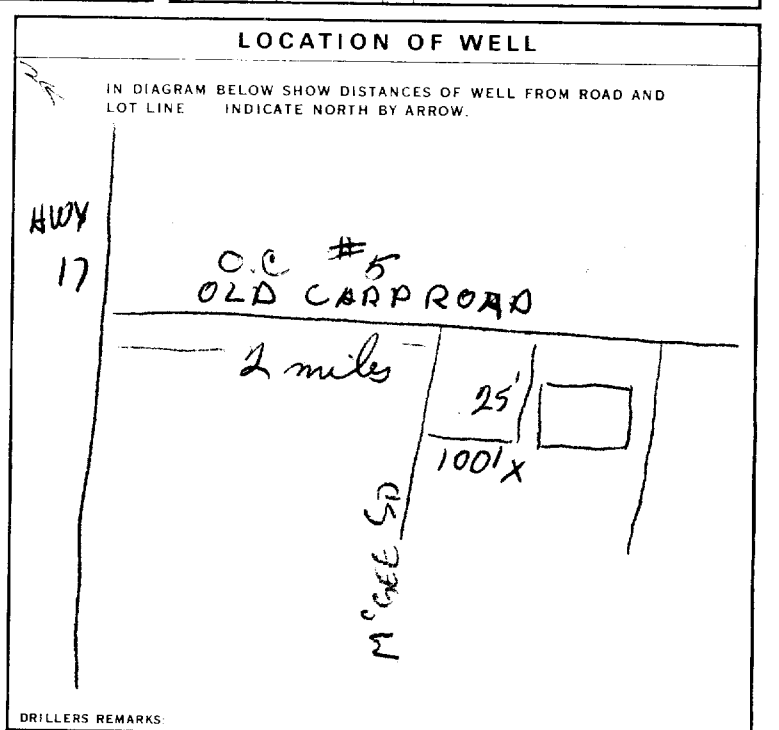 LOCATION OF WELL
IN DIAGRAM BELOW SHOW DISTANCES OF WELL FROM ROAD AND
LOT LINE INDICATE NORTH BY ARROW.
HWY
17
O.C #5
OLD CARP ROAD
2 miles
25'
100' X
McGEE SD
DRILLERS REMARKS: